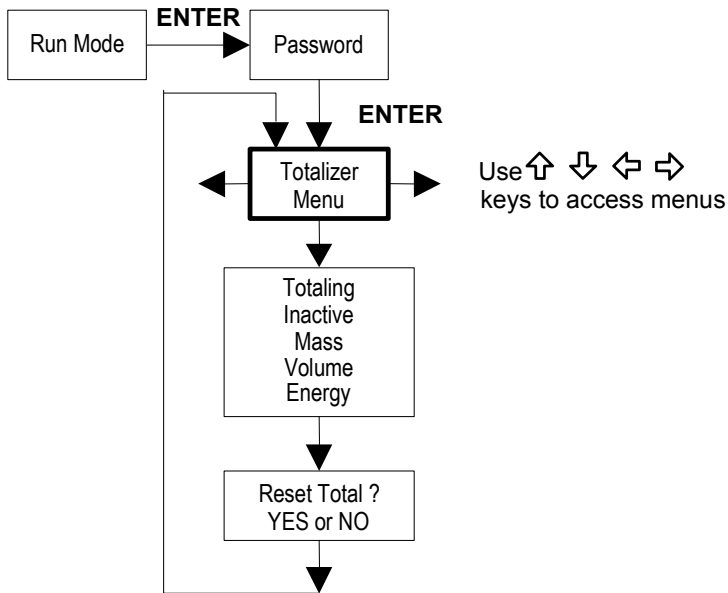 ENTER
Run Mode
Password
ENTER
Totalizer
Menu
Use ⇧ ⇩ ⇦ ⇨
keys to access menus
Totaling
Inactive
Mass
Volume
Energy
Reset Total ?
YES or NO